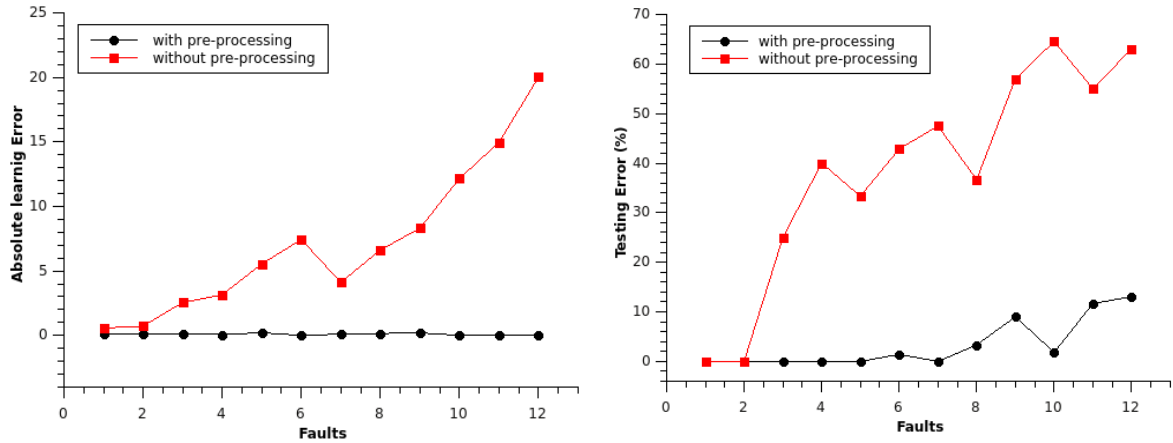 25
20
15
10
5
0
0 2 4 6 8 10 12
Absolute learnig Error
Faults
with pre-processing
without pre-processing
70
60
50
40
30
20
10
0
0 2 4 6 8 10 12
Testing Error (%)
Faults
with pre-processing
without pre-processing